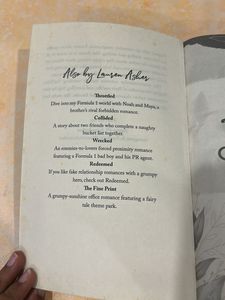 Also by Lauren Asher
Throttled
Dive into my Formula 1 world with Noah and Maya, a
brother's rival forbidden romance.
Collided
A story about two friends who complete a naughty
bucket list together.
Wrecked
An enemies-to-lovers forced proximity romance
featuring a Formula 1 bad boy and his PR agent.
Redeemed
If you like fake relationship romances with a grumpy
hero, check out Redeemed.
The Fine Print
A grumpy-sunshine office romance featuring a fairy
tale theme park.